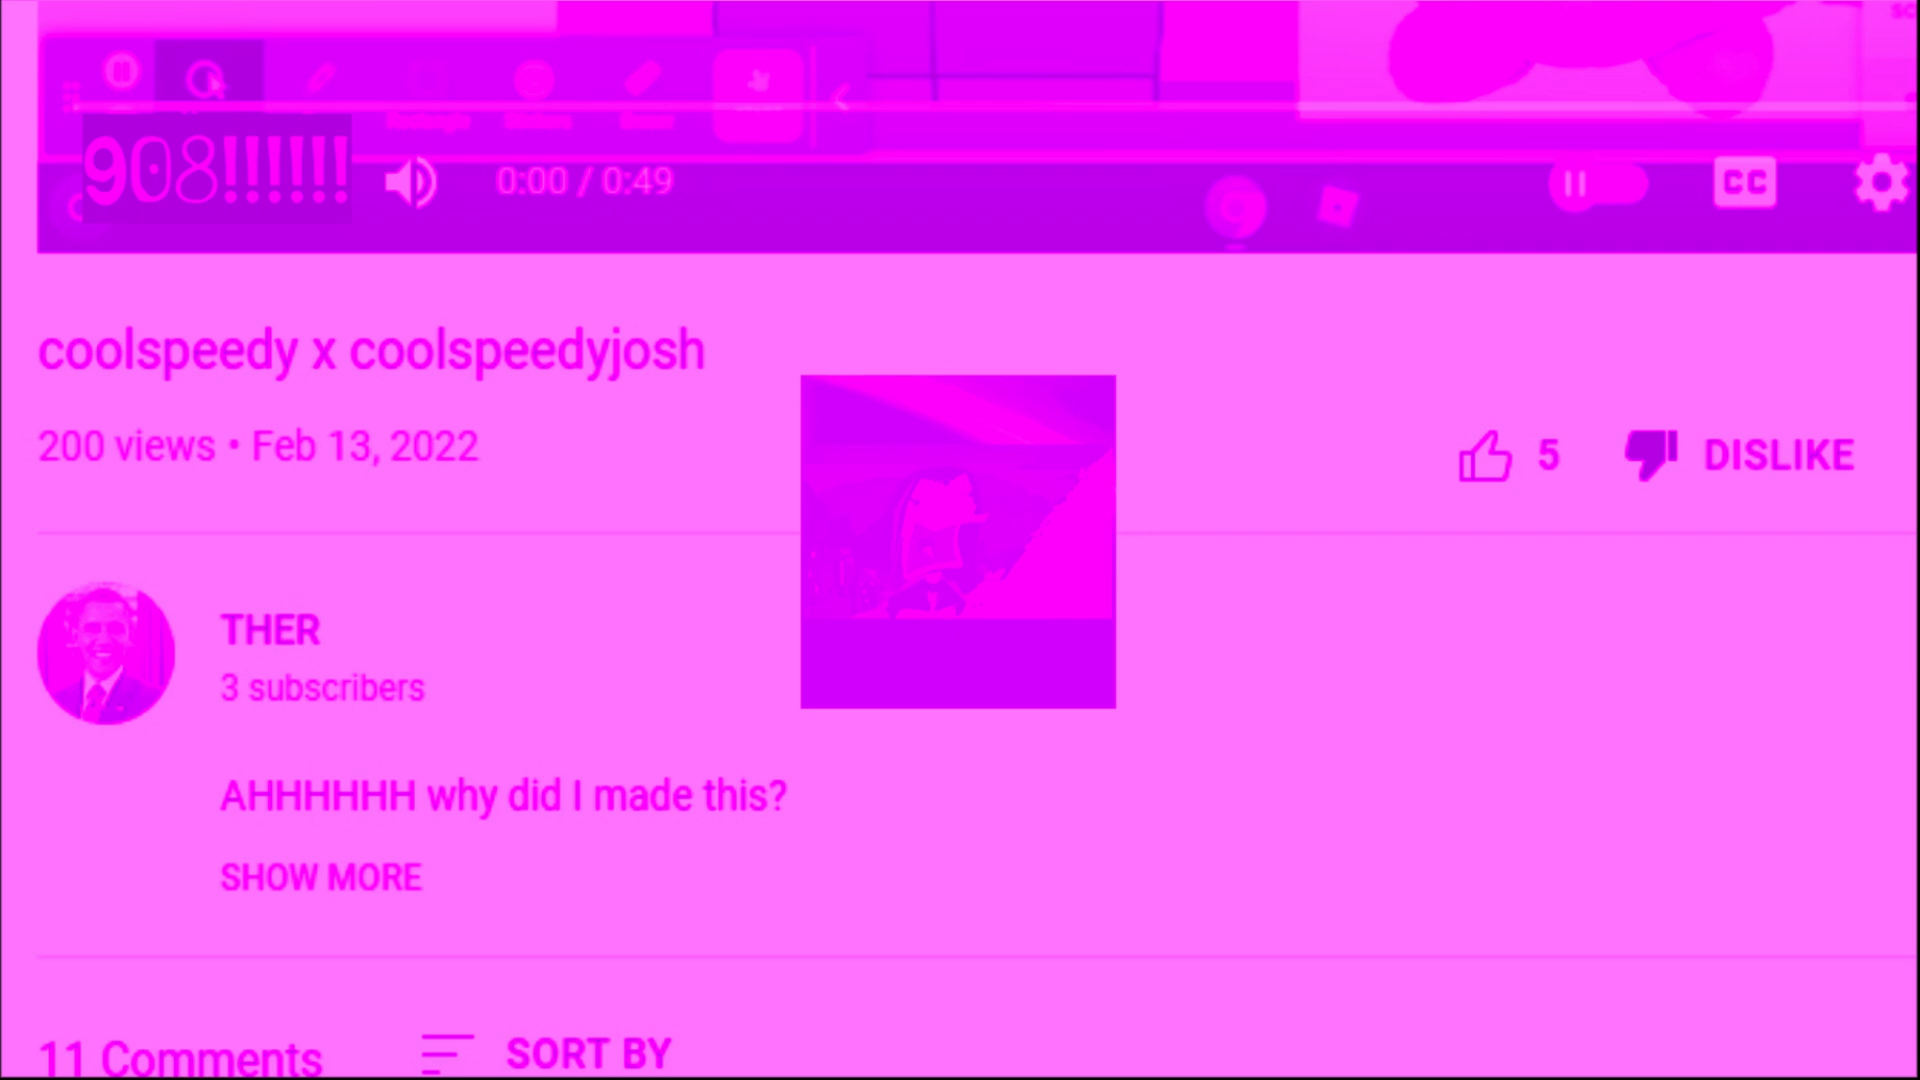 908!!!!!!
0:00 / 0:49
CC
coolspeedy x coolspeedyjosh
200 views • Feb 13, 2022
5 DISLIKE
THER
3 subscribers
AHHHHHH why did I made this?
SHOW MORE
11 Comments SORT BY